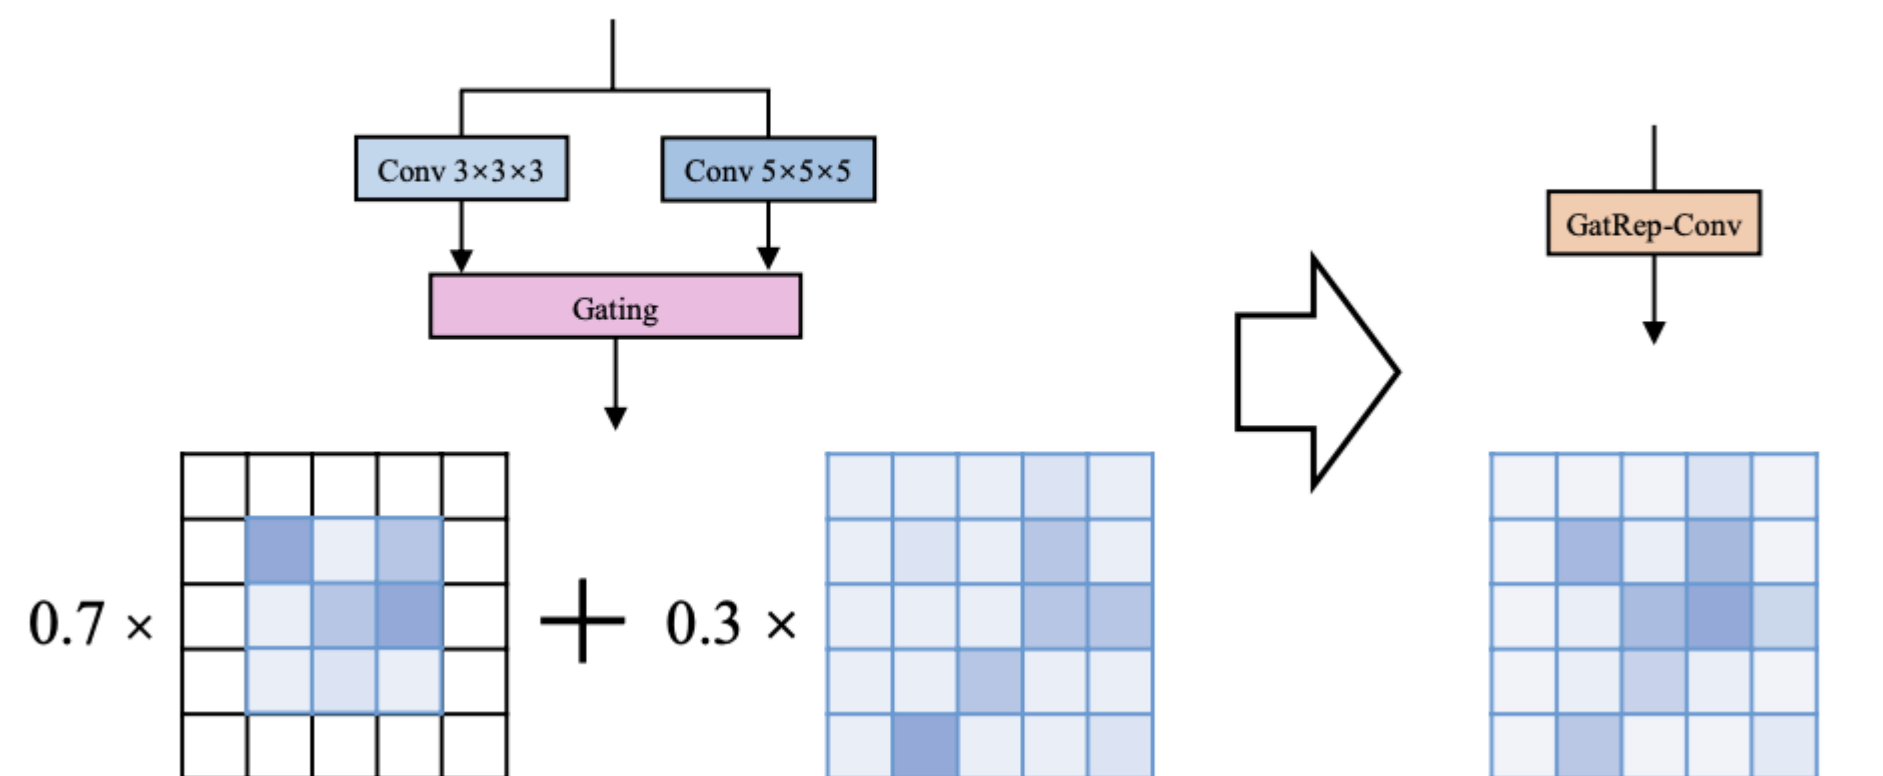 Conv 3×3×3
Conv 5×5×5
GatRep-Conv
Gating
0.7 ×
0.3 ×